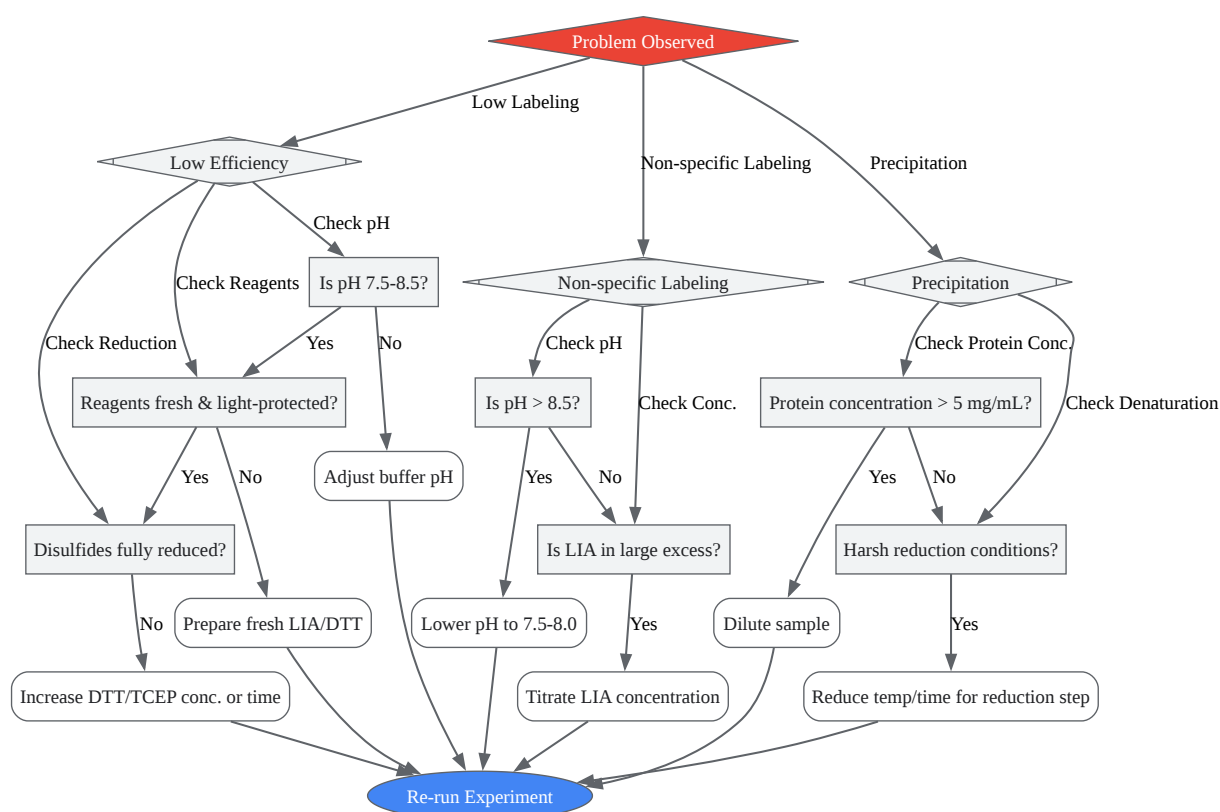 Problem Observed
Low Labeling
Low Efficiency
Non-specific Labeling
Precipitation
Check pH
Check Reagents
Is pH 7.5-8.5?
Non-specific Labeling
Precipitation
Check Reduction
Yes
No
Check pH
Check Protein Conc.
Reagents fresh & light-protected?
Is pH > 8.5?
Check Conc.
Protein concentration > 5 mg/mL?
Check Denaturation
Yes
No
Adjust buffer pH
Yes
No
Yes
No
Disulfides fully reduced?
Is LIA in large excess?
Harsh reduction conditions?
No
Prepare fresh LIA/DTT
Lower pH to 7.5-8.0
Yes
Dilute sample
Yes
Increase DTT/TCEP conc. or time
Titrate LIA concentration
Reduce temp/time for reduction step
Re-run Experiment